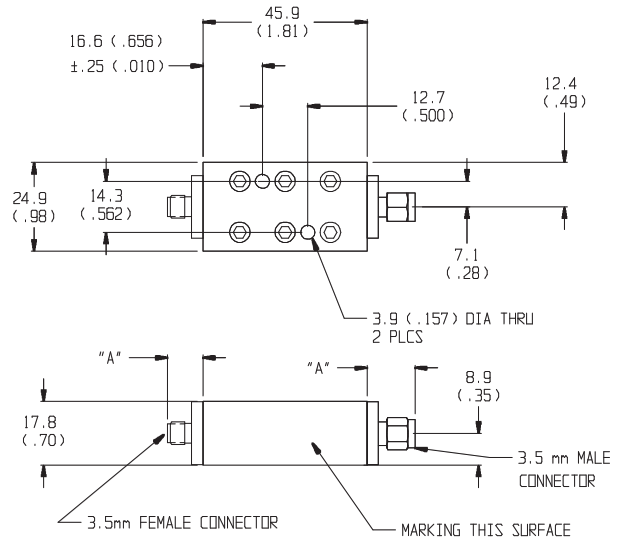 45.9
(1.81)
16.6 (.656)
±.25 (.010)
12.7
(.500)
12.4
(.49)
24.9
(.98)
14.3
(.562)
7.1
(.28)
3.9 (.157) DIA THRU
2 PLCS
"A"
"A"
8.9
(.35)
17.8
(.70)
3.5 mm MALE
CONNECTOR
3.5mm FEMALE CONNECTOR
MARKING THIS SURFACE